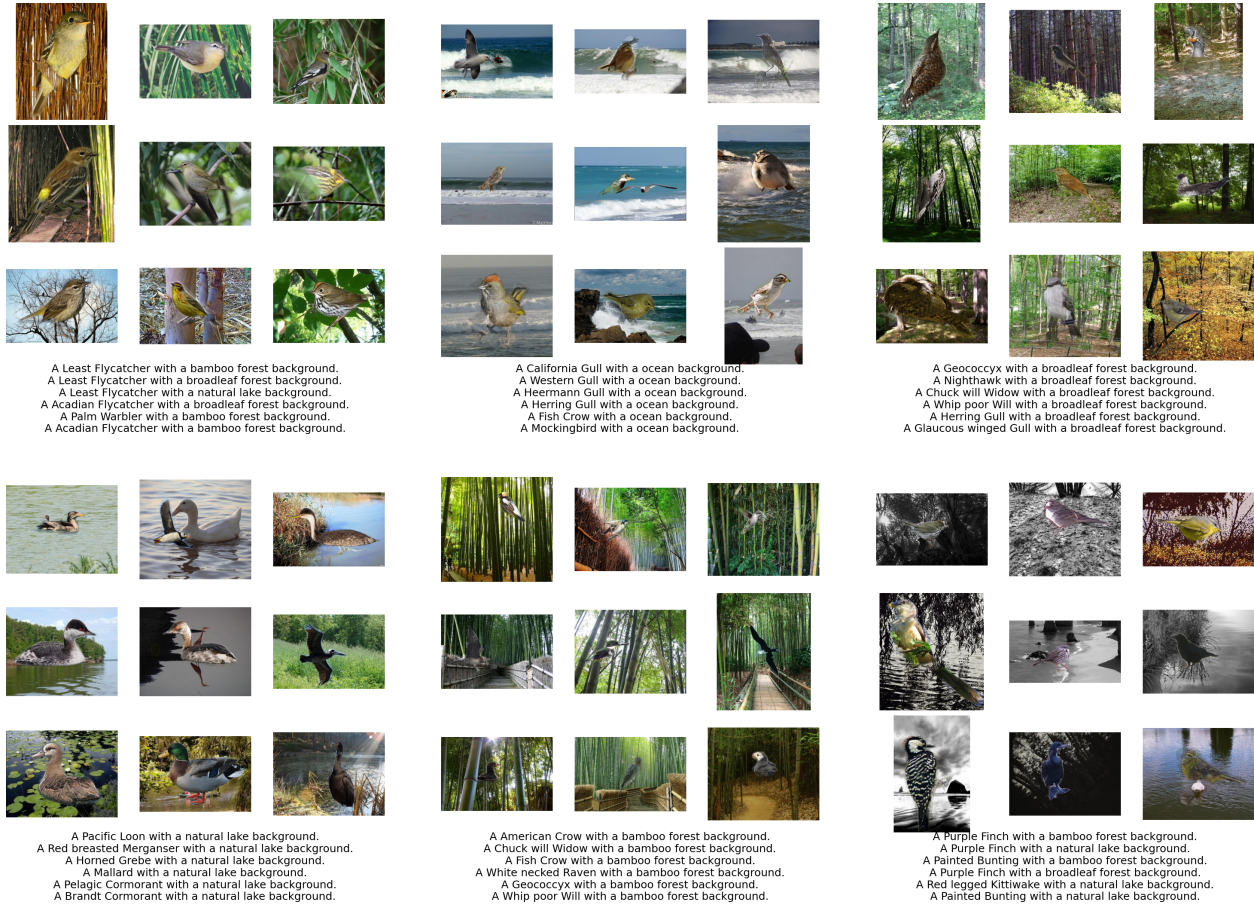 A Least Flycatcher with a bamboo forest background.
A Least Flycatcher with a broadleaf forest background.
A Least Flycatcher with a natural lake background.
A Acadian Flycatcher with a broadleaf forest background.
A Palm Warbler with a bamboo forest background.
A Acadian Flycatcher with a bamboo forest background.
A California Gull with a ocean background.
A Western Gull with a ocean background.
A Heermann Gull with a ocean background.
A Herring Gull with a ocean background.
A Fish Crow with a ocean background.
A Mockingbird with a ocean background.
A Geococcyx with a broadleaf forest background.
A Nighthawk with a broadleaf forest background.
A Chuck will Widow with a broadleaf forest background.
A Whip poor Will with a broadleaf forest background.
A Herring Gull with a broadleaf forest background.
A Glaucous winged Gull with a broadleaf forest background.
A Pacific Loon with a natural lake background.
A Red breasted Merganser with a natural lake background.
A Horned Grebe with a natural lake background.
A Mallard with a natural lake background.
A Pelagic Cormorant with a natural lake background.
A Brandt Cormorant with a natural lake background.
A American Crow with a bamboo forest background.
A Chuck will Widow with a bamboo forest background.
A Fish Crow with a bamboo forest background.
A White necked Raven with a bamboo forest background.
A Geococcyx with a bamboo forest background.
A Whip poor Will with a bamboo forest background.
A Purple Finch with a bamboo forest background.
A Purple Finch with a natural lake background.
A Painted Bunting with a bamboo forest background.
A Purple Finch with a broadleaf forest background.
A Red legged Kittiwake with a natural lake background.
A Painted Bunting with a natural lake background.